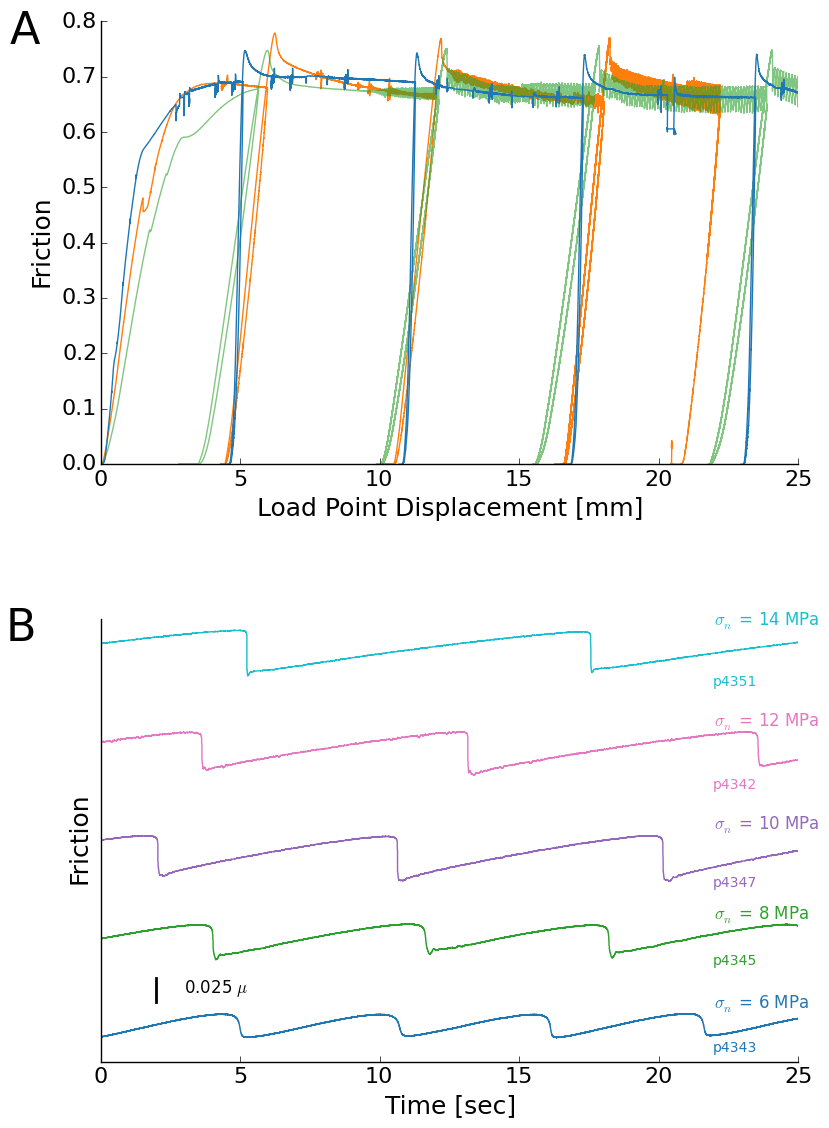 A
0.8
0.7
0.6
0.5
0.4
0.3
0.2
0.1
0.0
Friction
0 5 10 15 20 25
Load Point Displacement [mm]
B
σn = 14 MPa
p4351
σn = 12 MPa
p4342
σn = 10 MPa
p4347
σn = 8 MPa
p4345
0.025 μ
σn = 6 MPa
p4343
Friction
0 5 10 15 20 25
Time [sec]